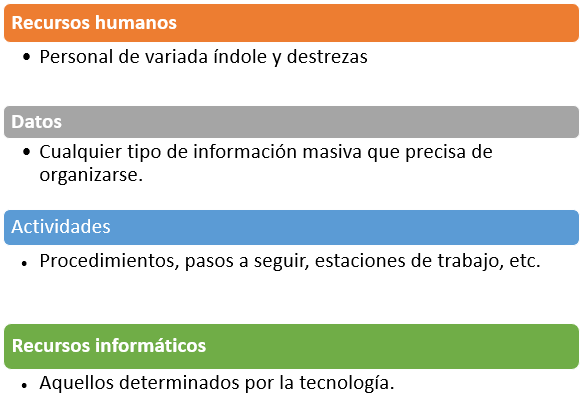 Recursos humanos
• Personal de variada índole y destrezas
Datos
• Cualquier tipo de información masiva que precisa de
organizarse.
Actividades
• Procedimientos, pasos a seguir, estaciones de trabajo, etc.
Recursos informáticos
• Aquellos determinados por la tecnología.